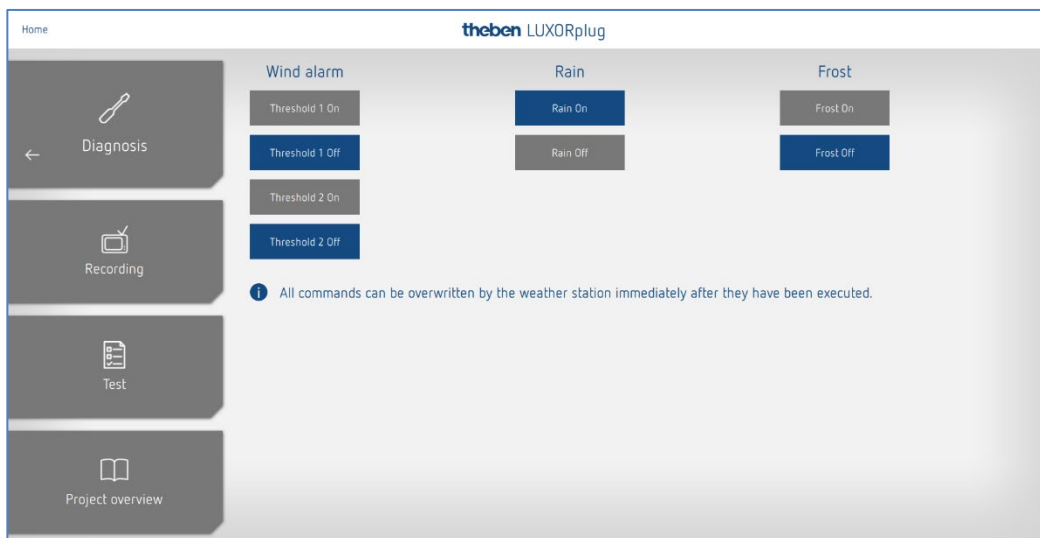 Home
theben LUXORplug
Diagnosis
Recording
Test
Project overview
Wind alarm
Threshold 1 On
Threshold 1 Off
Threshold 2 On
Threshold 2 Off
Rain
Rain On
Rain Off
Frost
Frost On
Frost Off
All commands can be overwritten by the weather station immediately after they have been executed.